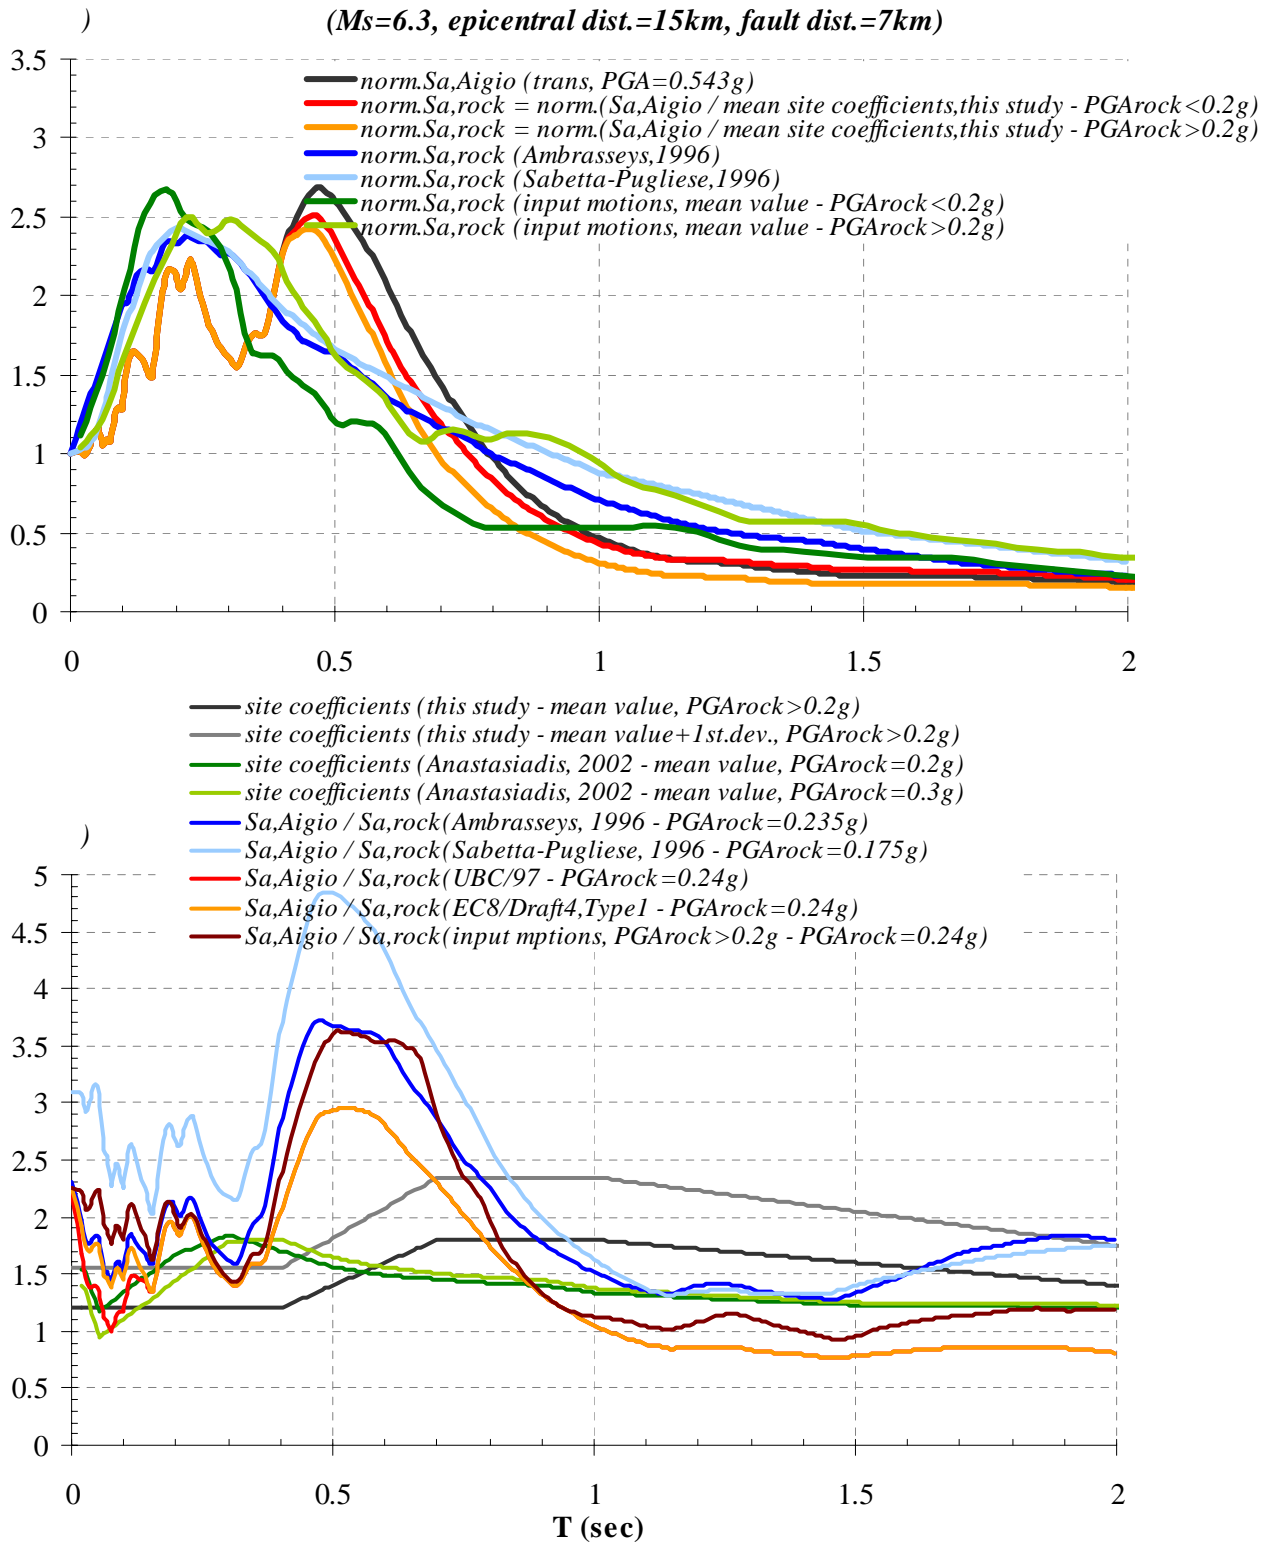 )
(Ms=6.3, epicentral dist.=15km, fault dist.=7km)
3.5
3
2.5
2
1.5
1
0.5
0
norm.Sa,Aigio (trans, PGA=0.543g)
norm.Sa,rock = norm.(Sa,Aigio / mean site coefficients,this study - PGArock<0.2g)
norm.Sa,rock = norm.(Sa,Aigio / mean site coefficients,this study - PGArock>0.2g)
norm.Sa,rock (Ambrasseys,1996)
norm.Sa,rock (Sabetta-Pugliese,1996)
norm.Sa,rock (input motions, mean value - PGArock<0.2g)
norm.Sa,rock (input motions, mean value - PGArock>0.2g)
0 0.5 1 1.5 2
site coefficients (this study - mean value, PGArock>0.2g)
site coefficients (this study - mean value+1st.dev., PGArock>0.2g)
site coefficients (Anastasiadis, 2002 - mean value, PGArock=0.2g)
site coefficients (Anastasiadis, 2002 - mean value, PGArock=0.3g)
Sa,Aigio / Sa,rock(Ambrasseys, 1996 - PGArock=0.235g)
)
Sa,Aigio / Sa,rock(Sabetta-Pugliese, 1996 - PGArock=0.175g)
Sa,Aigio / Sa,rock(UBC/97 - PGArock=0.24g)
Sa,Aigio / Sa,rock(EC8/Draft4,Type1 - PGArock=0.24g)
Sa,Aigio / Sa,rock(input mptions, PGArock>0.2g - PGArock=0.24g)
5
4.5
4
3.5
3
2.5
2
1.5
1
0.5
0
0 0.5 1 1.5 2
T (sec)